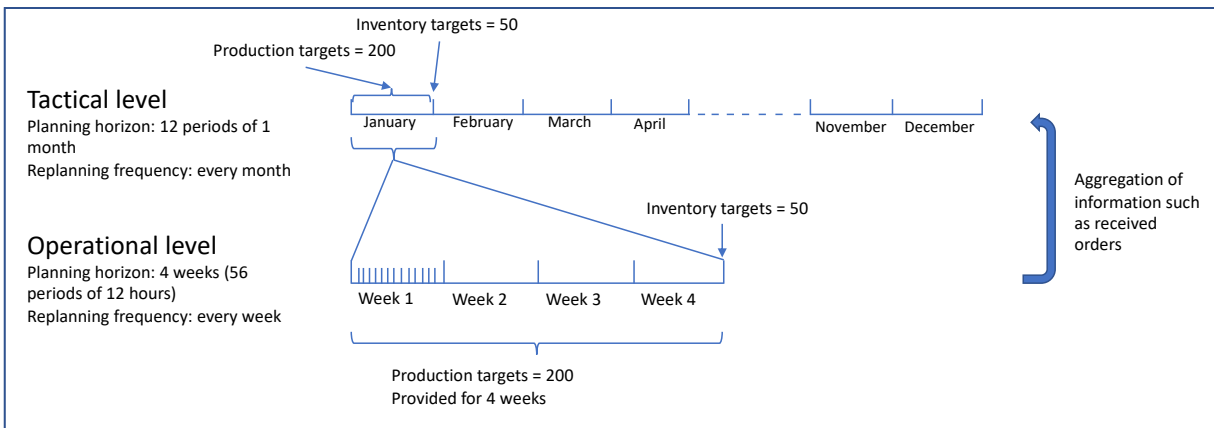 Inventory targets = 50
Production targets = 200
Tactical level
Planning horizon: 12 periods of 1
month
Replanning frequency: every month
January
February
March
April
November
December
Aggregation of
information such
as received
orders
Inventory targets = 50
Operational level
Planning horizon: 4 weeks (56
periods of 12 hours)
Replanning frequency: every week
Week 1
Week 2
Week 3
Week 4
Production targets = 200
Provided for 4 weeks